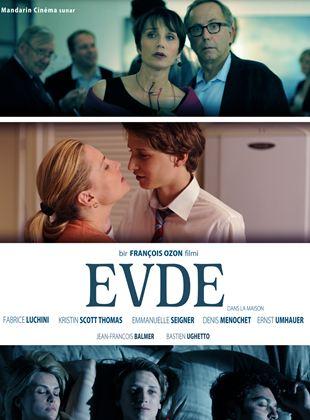 Mandarin Cinéma sunar
bir FRANÇOIS OZON filmi
EVDE
DANS LA MAISON
FABRICE LUCHINI KRISTIN SCOTT THOMAS EMMANUELLE SEIGNER DENIS MENOCHET ERNST UMHAUER
JEAN-FRANÇOIS BALMER BASTIEN UGHETTO